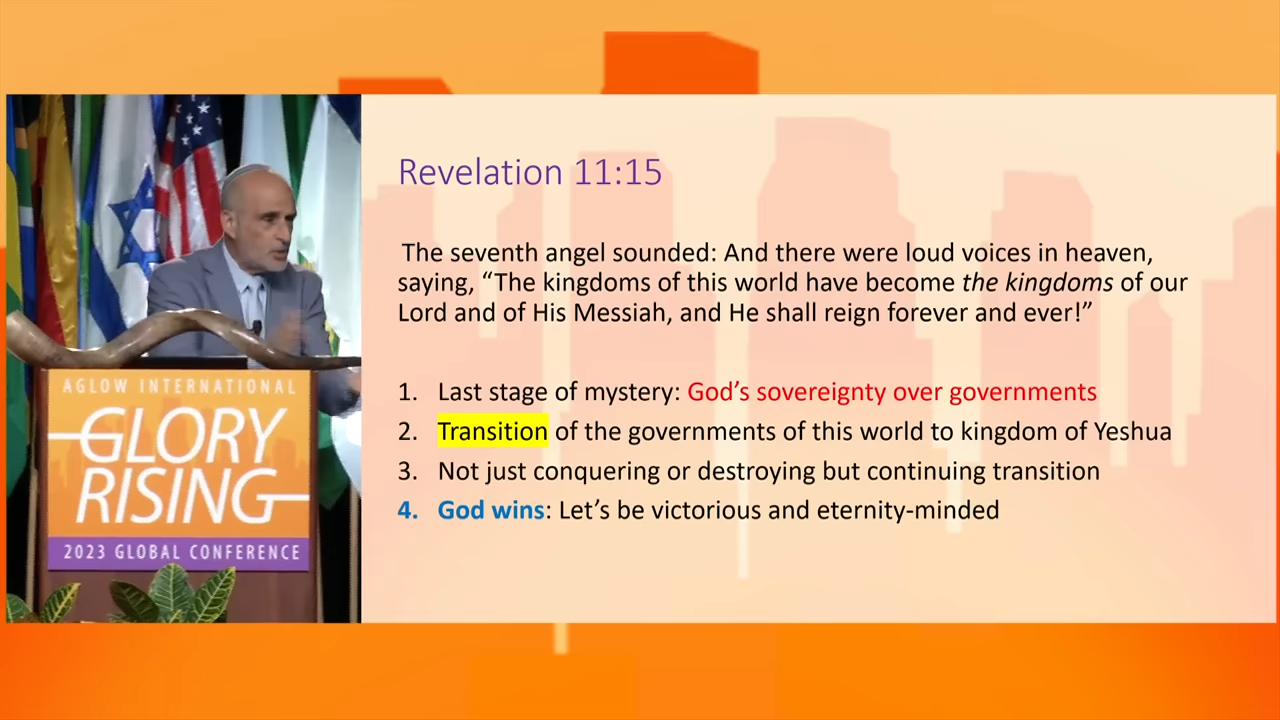 AGLOW INTERNATIONAL
GLORY
RISING
2023 GLOBAL CONFERENCE
Revelation 11:15
The seventh angel sounded: And there were loud voices in heaven,
saying, “The kingdoms of this world have become the kingdoms of our
Lord and of His Messiah, and He shall reign forever and ever!”
1. Last stage of mystery: God’s sovereignty over governments
2. Transition of the governments of this world to kingdom of Yeshua
3. Not just conquering or destroying but continuing transition
4. God wins: Let’s be victorious and eternity-minded